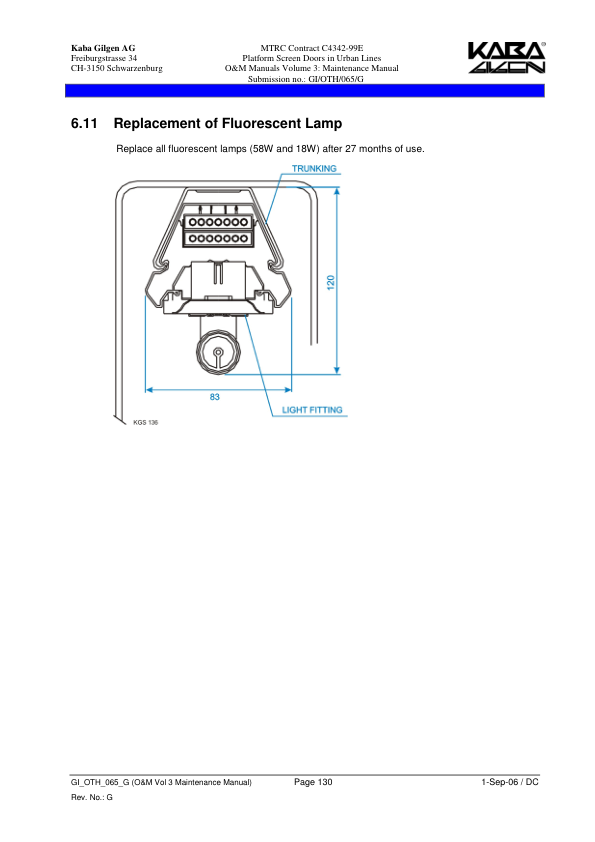 Kaba Gilgen AG
Freiburgstrasse 34
CH-3150 Schwarzenburg
MTRC Contract C4342-99E
Platform Screen Doors in Urban Lines
O&M Manuals Volume 3: Maintenance Manual
Submission no.: GI/OTH/065/G
KABA®
GILGEN
6.11 Replacement of Fluorescent Lamp
Replace all fluorescent lamps (58W and 18W) after 27 months of use.
TRUNKING
120
83
LIGHT FITTING
KGS 136
GI_OTH_065_G (O&M Vol 3 Maintenance Manual) Page 130 1-Sep-06 / DC
Rev. No.: G